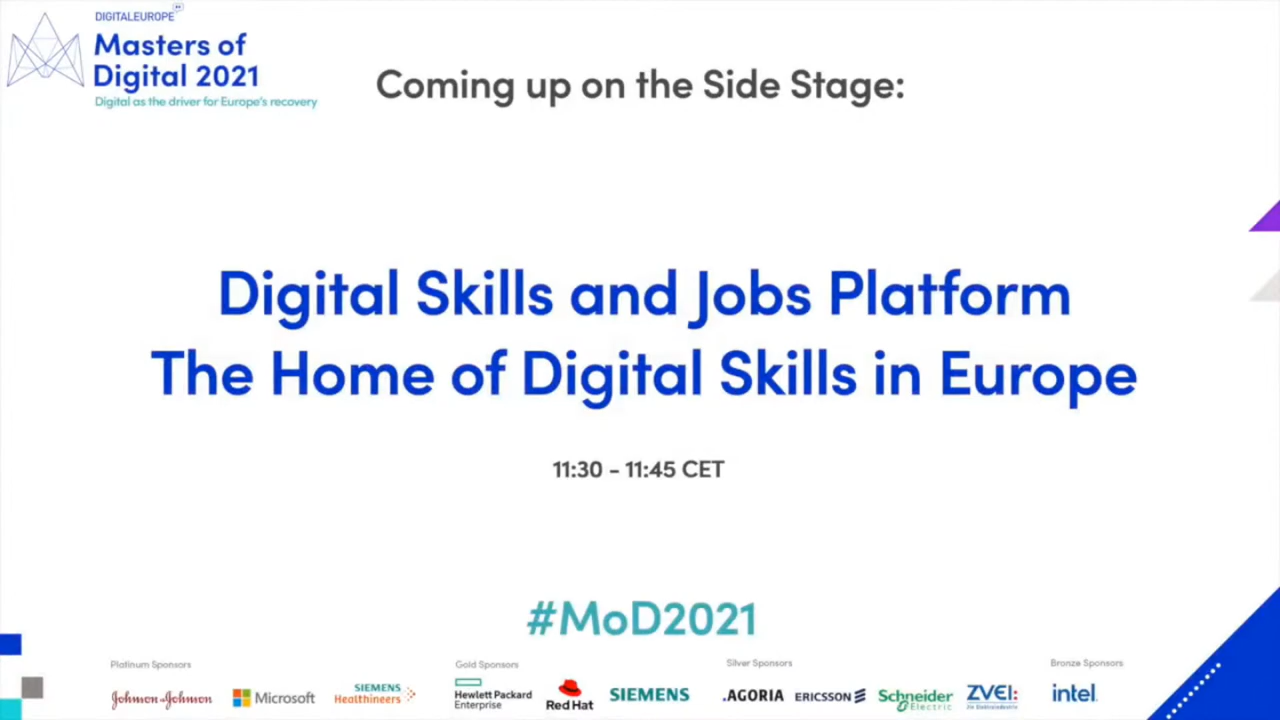 DIGITALEUROPE
Masters of
Digital 2021
Digital as the driver for Europe's recovery
Coming up on the Side Stage:
Digital Skills and Jobs Platform
The Home of Digital Skills in Europe
11:30 - 11:45 CET
#MoD2021
Platinum Sponsors
Gold Sponsors
Silver Sponsors
Bronze Sponsors
Johnson & Johnson
Microsoft
SIEMENS
Healthineers
Hewlett Packard
Enterprise
Red Hat
SIEMENS
.AGORIA
ERICSSON
Schneider
Electric
ZVEI:
Die Elektroindustrie
intel.